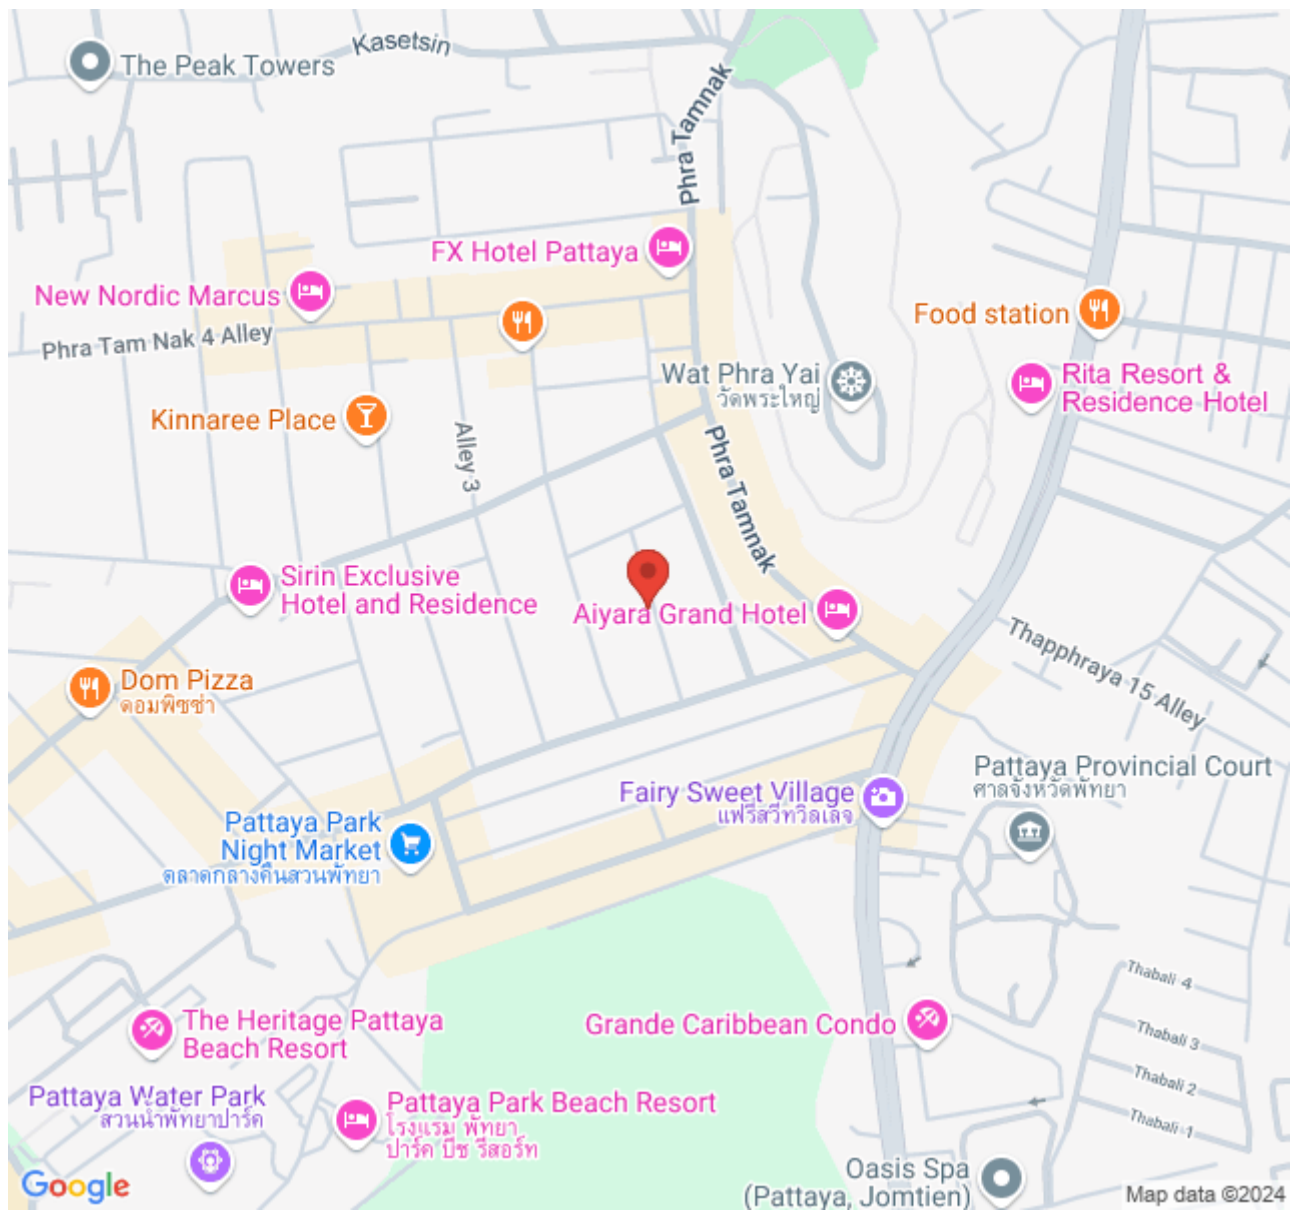 Kasetsin
The Peak Towers
Phra Tamnak
FX Hotel Pattaya
New Nordic Marcus
Phra Tam Nak 4 Alley
Food station
Wat Phra Yai
วัดพระใหญ่
Rita Resort &
Residence Hotel
Kinnaree Place
Alley 3
Phra Tamnak
Sirin Exclusive
Hotel and Residence
Aiyara Grand Hotel
Thapphraya 15 Alley
Dom Pizza
ดอมพิซซ่า
Pattaya Provincial Court
ศาลจังหวัดพัทยา
Fairy Sweet Village
แฟรี่สวีทวิลเลจ
Pattaya Park
Night Market
ตลาดกลางคืนสวนพัทยา
Thabali 4
The Heritage Pattaya
Beach Resort
Grande Caribbean Condo
Thabali 3
Thabali 2
Pattaya Water Park
สวนน้ำพัทยาปาร์ค
Pattaya Park Beach Resort
โรงแรม พัทยา
ปาร์ค บีช รีสอร์ท
Thabali 1
Oasis Spa
(Pattaya, Jomtien)
Google
Map data ©2024